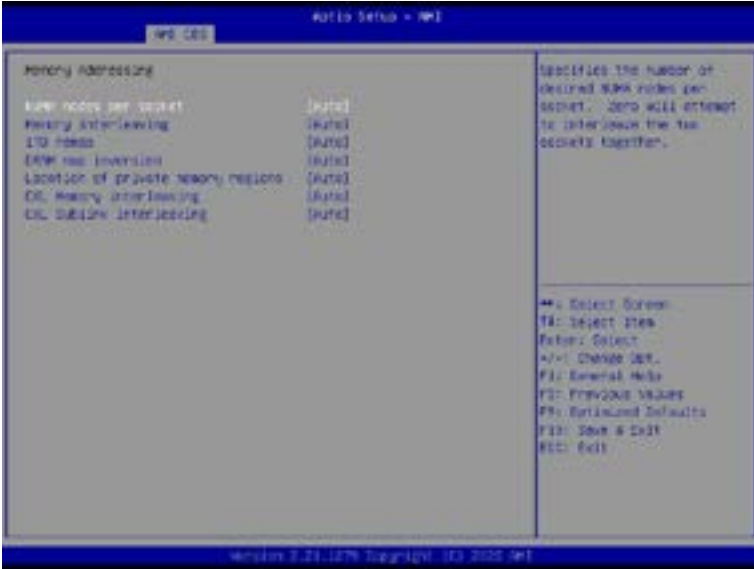 Aptio Setup - AMI
AMD CBS
Memory Addressing
NUMA nodes per socket [Auto]
Memory interleaving [Auto]
1TB remap [Auto]
DRAM map inversion [Auto]
Location of private memory regions [Auto]
CXL Memory interleaving [Auto]
CXL Sublink interleaving [Auto]
Specifies the number of
desired NUMA nodes per
socket. Zero will attempt
to interleave the two
sockets together.
Select Screen
Select Item
Enter: Select
+/-: Change Opt.
F1: General Help
F2: Previous Values
F9: Optimized Defaults
F10: Save & Exit
ESC: Exit
Version Copyright (C) AMI